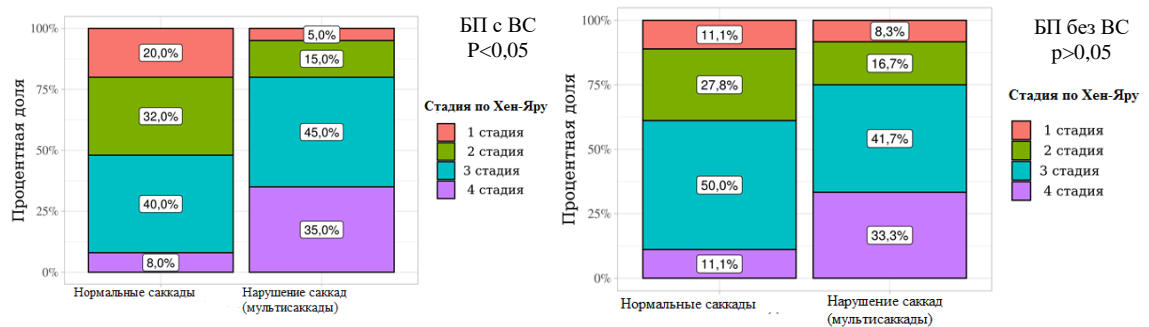 БП с ВС
P<0,05
Процентная доля
100%
75%
50%
25%
0%
20,0%
32,0%
40,0%
8,0%
5,0%
15,0%
45,0%
35,0%
Нормальные саккады
Нарушение саккад
(мультисаккады)
Стадия по Хен-Яру
1 стадия
2 стадия
3 стадия
4 стадия
БП без ВС
p>0,05
Процентная доля
100%
75%
50%
25%
0%
11,1%
27,8%
50,0%
11,1%
8,3%
16,7%
41,7%
33,3%
Нормальные саккады
Нарушение саккад
(мультисаккады)
Стадия по Хен-Яру
1 стадия
2 стадия
3 стадия
4 стадия